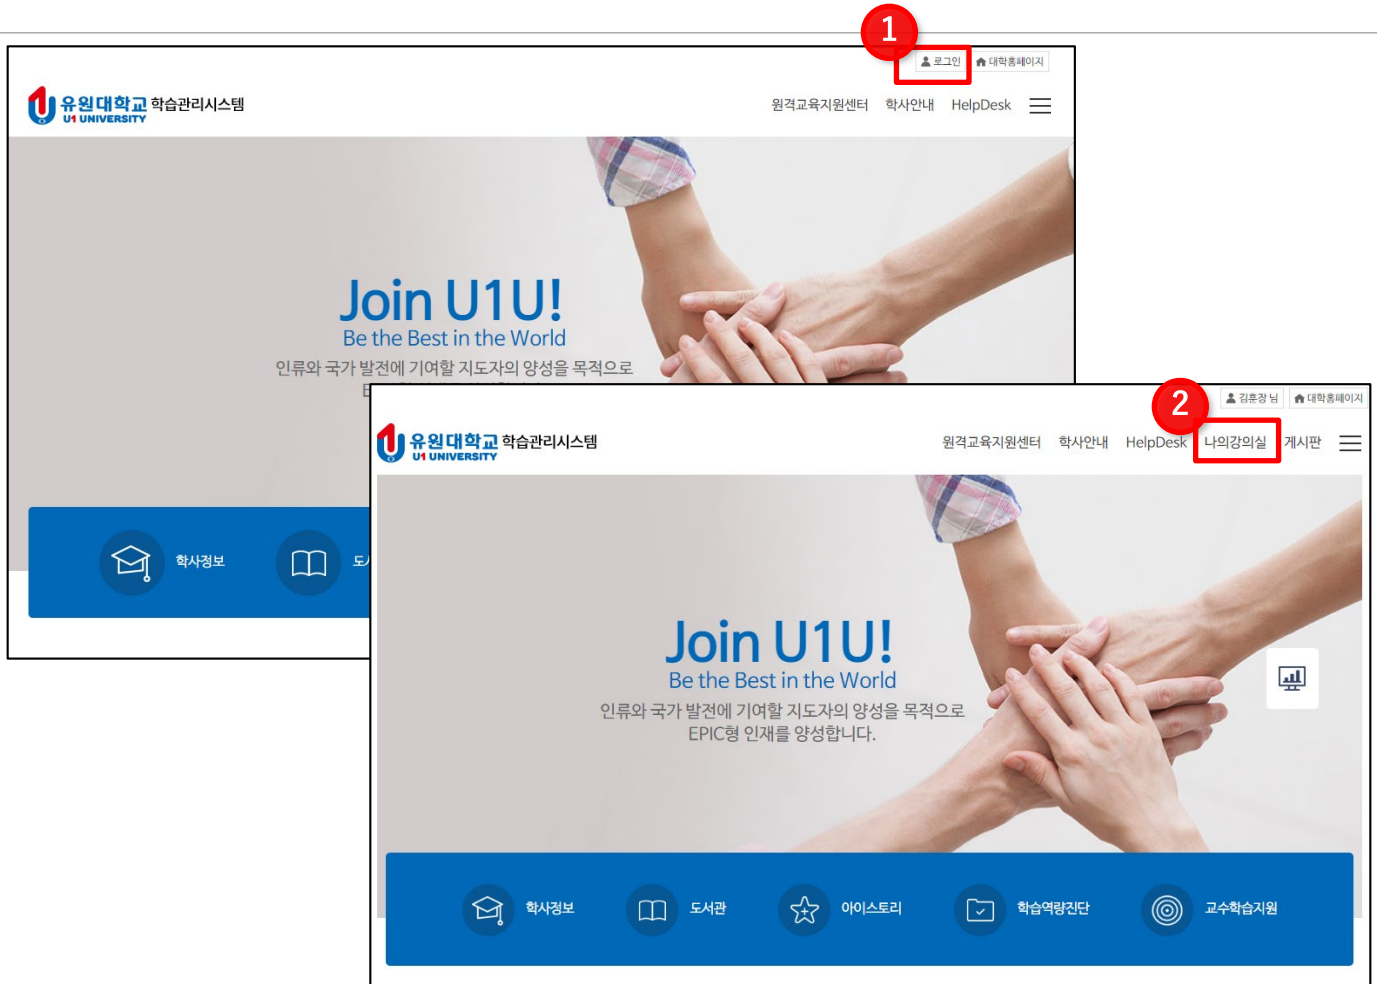 1
로그인
대학홈페이지
유원대학교 학습관리시스템
U1 UNIVERSITY
원격교육지원센터 학사안내 HelpDesk
Join U1U!
Be the Best in the World
인류와 국가 발전에 기여할 지도자의 양성을 목적으로
학사정보
2
김훈장 님
대학홈페이지
유원대학교 학습관리시스템
U1 UNIVERSITY
원격교육지원센터 학사안내 HelpDesk 나의강의실 게시판
Join U1U!
Be the Best in the World
인류와 국가 발전에 기여할 지도자의 양성을 목적으로
EPIC형 인재를 양성합니다.
학사정보 도서관 아이스토리 학습역량진단 교수학습지원